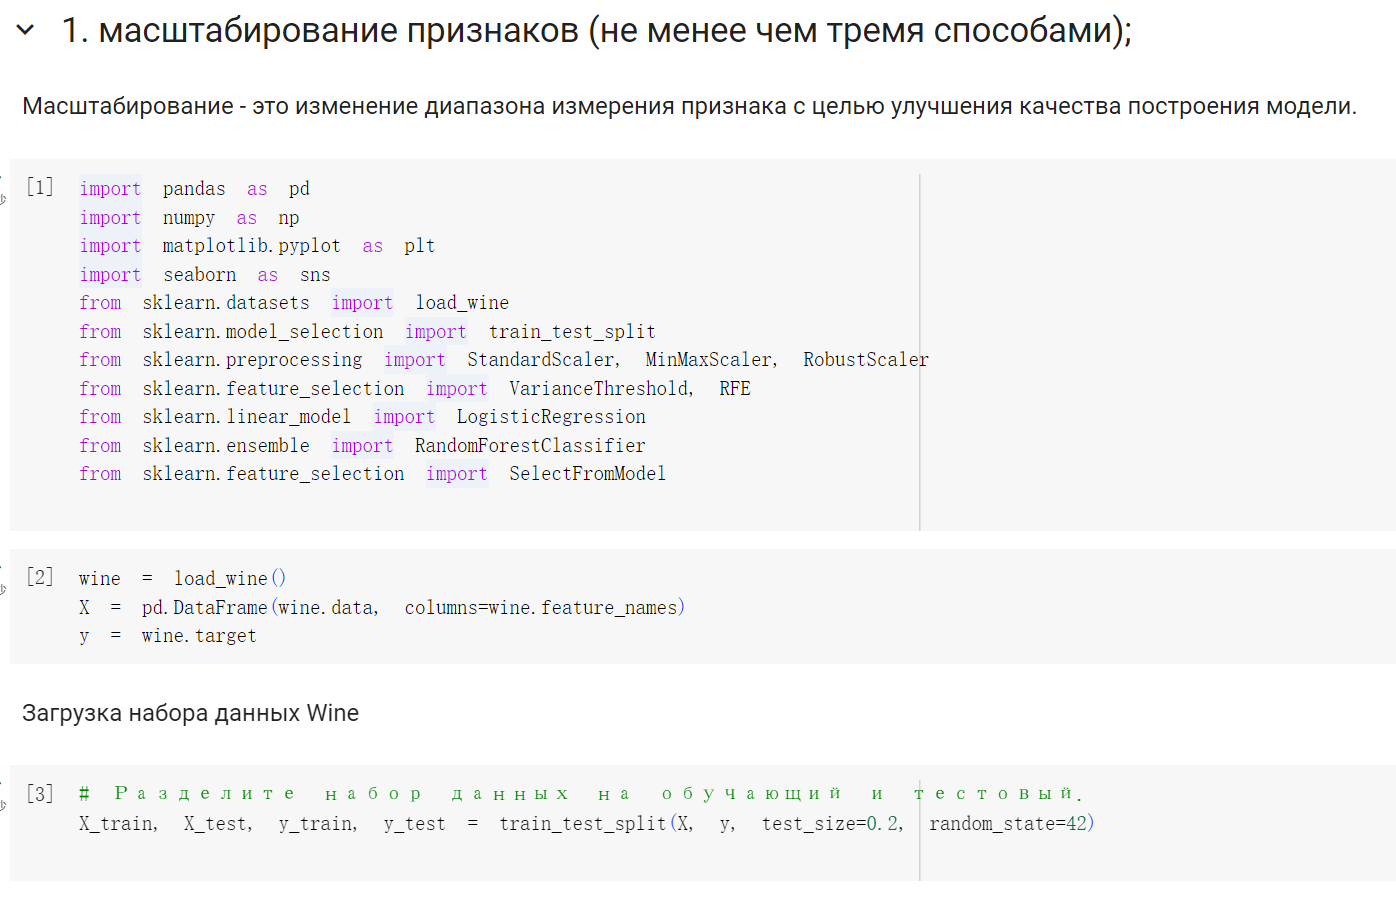 1. масштабирование признаков (не менее чем тремя способами);
Масштабирование - это изменение диапазона измерения признака с целью улучшения качества построения модели.
[1] import pandas as pd
import numpy as np
import matplotlib.pyplot as plt
import seaborn as sns
from sklearn.datasets import load_wine
from sklearn.model_selection import train_test_split
from sklearn.preprocessing import StandardScaler, MinMaxScaler, RobustScaler
from sklearn.feature_selection import VarianceThreshold, RFE
from sklearn.linear_model import LogisticRegression
from sklearn.ensemble import RandomForestClassifier
from sklearn.feature_selection import SelectFromModel
[2] wine = load_wine()
X = pd.DataFrame(wine.data, columns=wine.feature_names)
y = wine.target
Загрузка набора данных Wine
[3] # Разделите набор данных на обучающий и тестовый.
X_train, X_test, y_train, y_test = train_test_split(X, y, test_size=0.2, random_state=42)